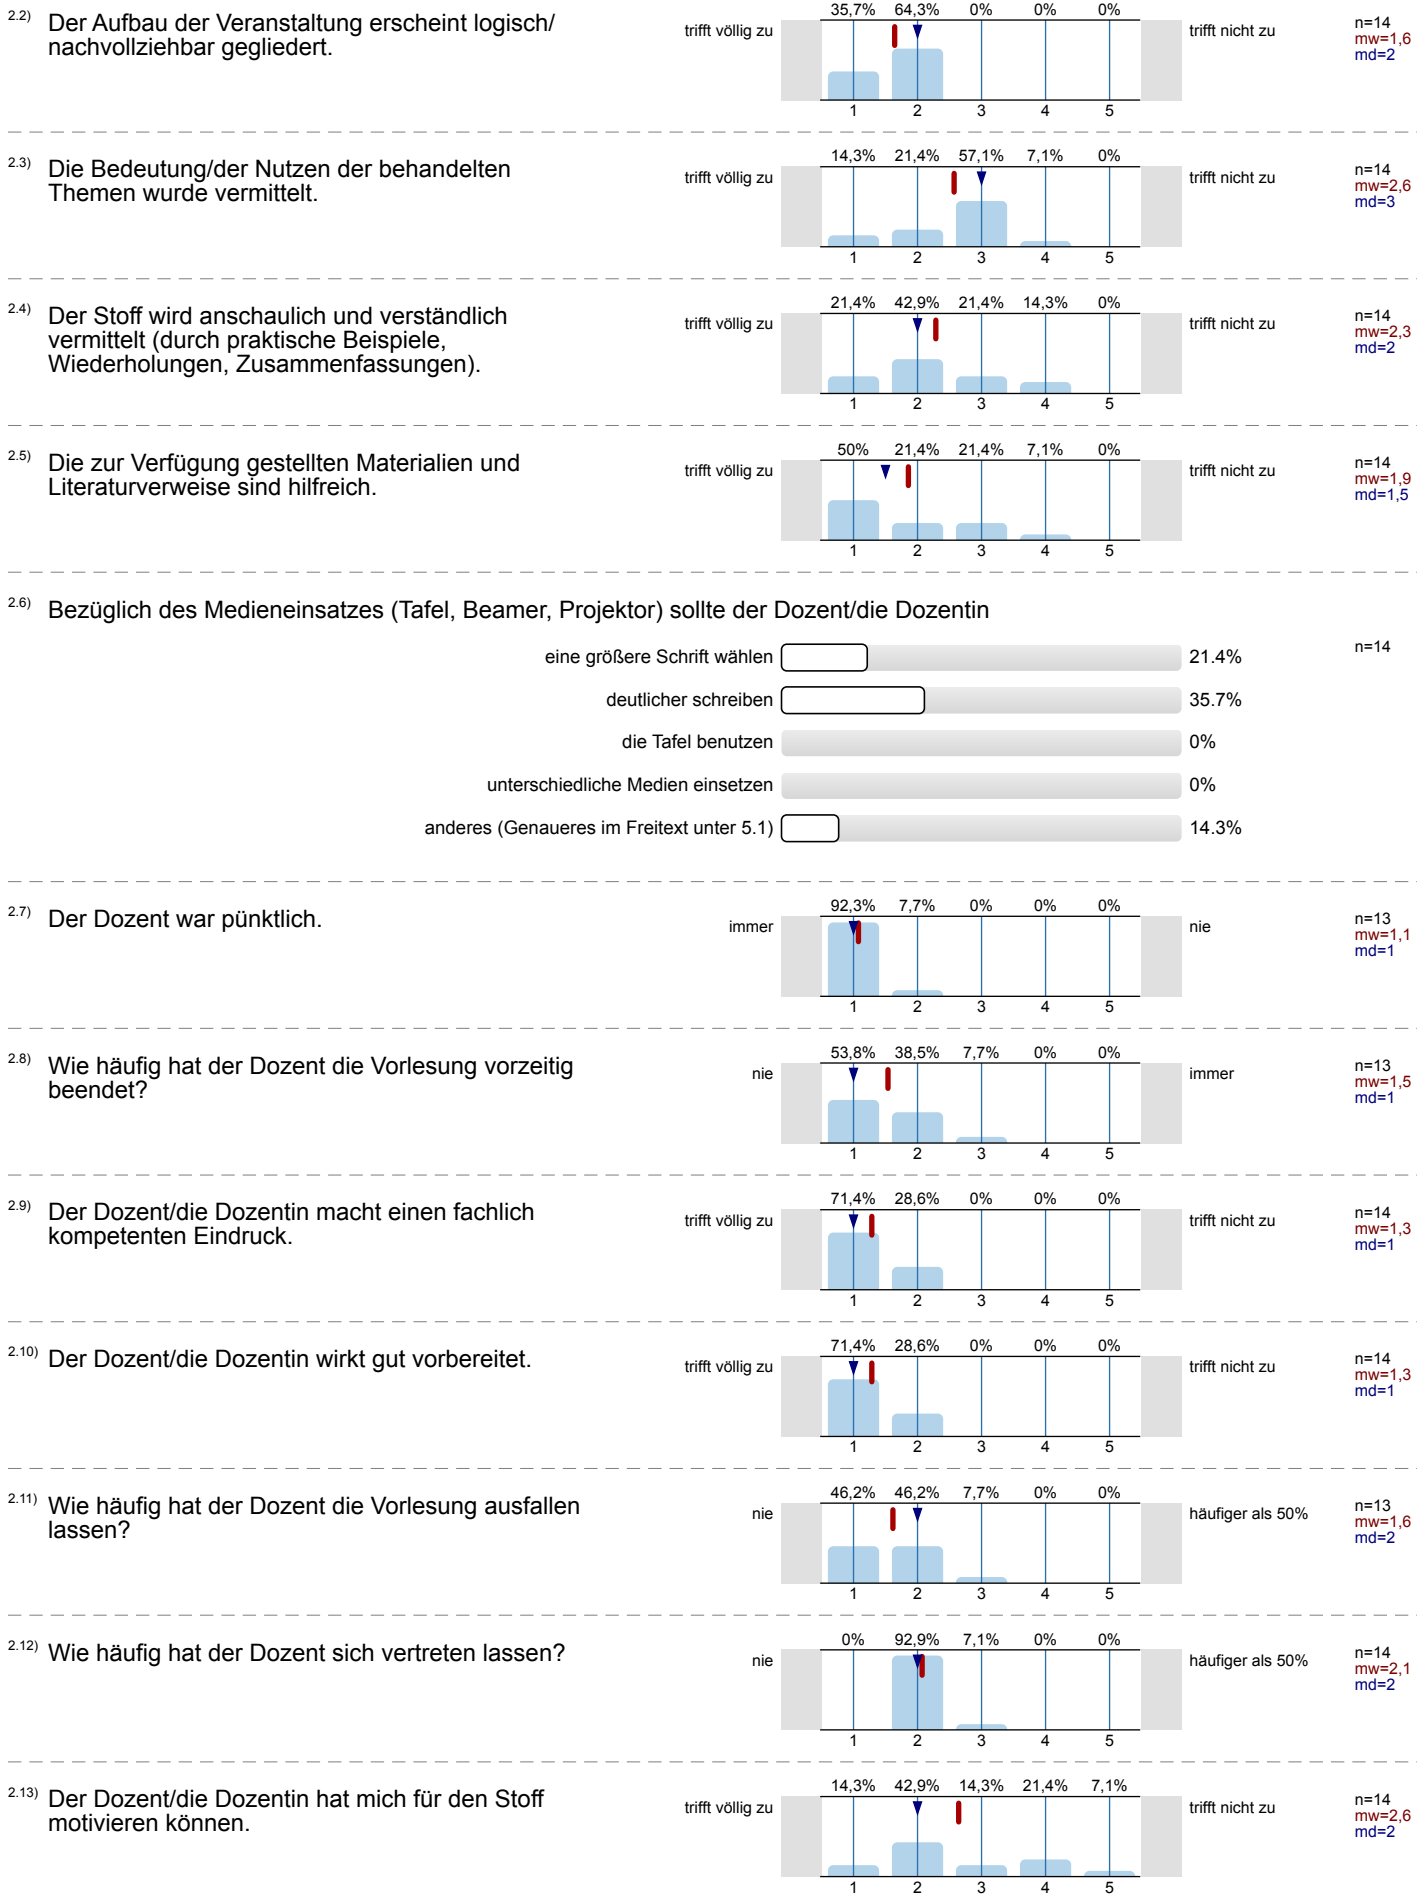 2.2) Der Aufbau der Veranstaltung erscheint logisch/
nachvollziehbar gegliedert.
trifft völlig zu
35,7% 64,3% 0% 0% 0%
1 2 3 4 5
trifft nicht zu
n=14
mw=1,6
md=2
2.3) Die Bedeutung/der Nutzen der behandelten
Themen wurde vermittelt.
trifft völlig zu
14,3% 21,4% 57,1% 7,1% 0%
1 2 3 4 5
trifft nicht zu
n=14
mw=2,6
md=3
2.4) Der Stoff wird anschaulich und verständlich
vermittelt (durch praktische Beispiele,
Wiederholungen, Zusammenfassungen).
trifft völlig zu
21,4% 42,9% 21,4% 14,3% 0%
1 2 3 4 5
trifft nicht zu
n=14
mw=2,3
md=2
2.5) Die zur Verfügung gestellten Materialien und
Literaturverweise sind hilfreich.
trifft völlig zu
50% 21,4% 21,4% 7,1% 0%
1 2 3 4 5
trifft nicht zu
n=14
mw=1,9
md=1,5
2.6) Bezüglich des Medieneinsatzes (Tafel, Beamer, Projektor) sollte der Dozent/die Dozentin
eine größere Schrift wählen 21.4%
n=14
deutlicher schreiben 35.7%
die Tafel benutzen 0%
unterschiedliche Medien einsetzen 0%
anderes (Genaueres im Freitext unter 5.1) 14.3%
2.7) Der Dozent war pünktlich.
immer
92,3% 7,7% 0% 0% 0%
1 2 3 4 5
nie
n=13
mw=1,1
md=1
2.8) Wie häufig hat der Dozent die Vorlesung vorzeitig
beendet?
nie
53,8% 38,5% 7,7% 0% 0%
1 2 3 4 5
immer
n=13
mw=1,5
md=1
2.9) Der Dozent/die Dozentin macht einen fachlich
kompetenten Eindruck.
trifft völlig zu
71,4% 28,6% 0% 0% 0%
1 2 3 4 5
trifft nicht zu
n=14
mw=1,3
md=1
2.10) Der Dozent/die Dozentin wirkt gut vorbereitet.
trifft völlig zu
71,4% 28,6% 0% 0% 0%
1 2 3 4 5
trifft nicht zu
n=14
mw=1,3
md=1
2.11) Wie häufig hat der Dozent die Vorlesung ausfallen
lassen?
nie
46,2% 46,2% 7,7% 0% 0%
1 2 3 4 5
häufiger als 50%
n=13
mw=1,6
md=2
2.12) Wie häufig hat der Dozent sich vertreten lassen?
nie
0% 92,9% 7,1% 0% 0%
1 2 3 4 5
häufiger als 50%
n=14
mw=2,1
md=2
2.13) Der Dozent/die Dozentin hat mich für den Stoff
motivieren können.
trifft völlig zu
14,3% 42,9% 14,3% 21,4% 7,1%
1 2 3 4 5
trifft nicht zu
n=14
mw=2,6
md=2